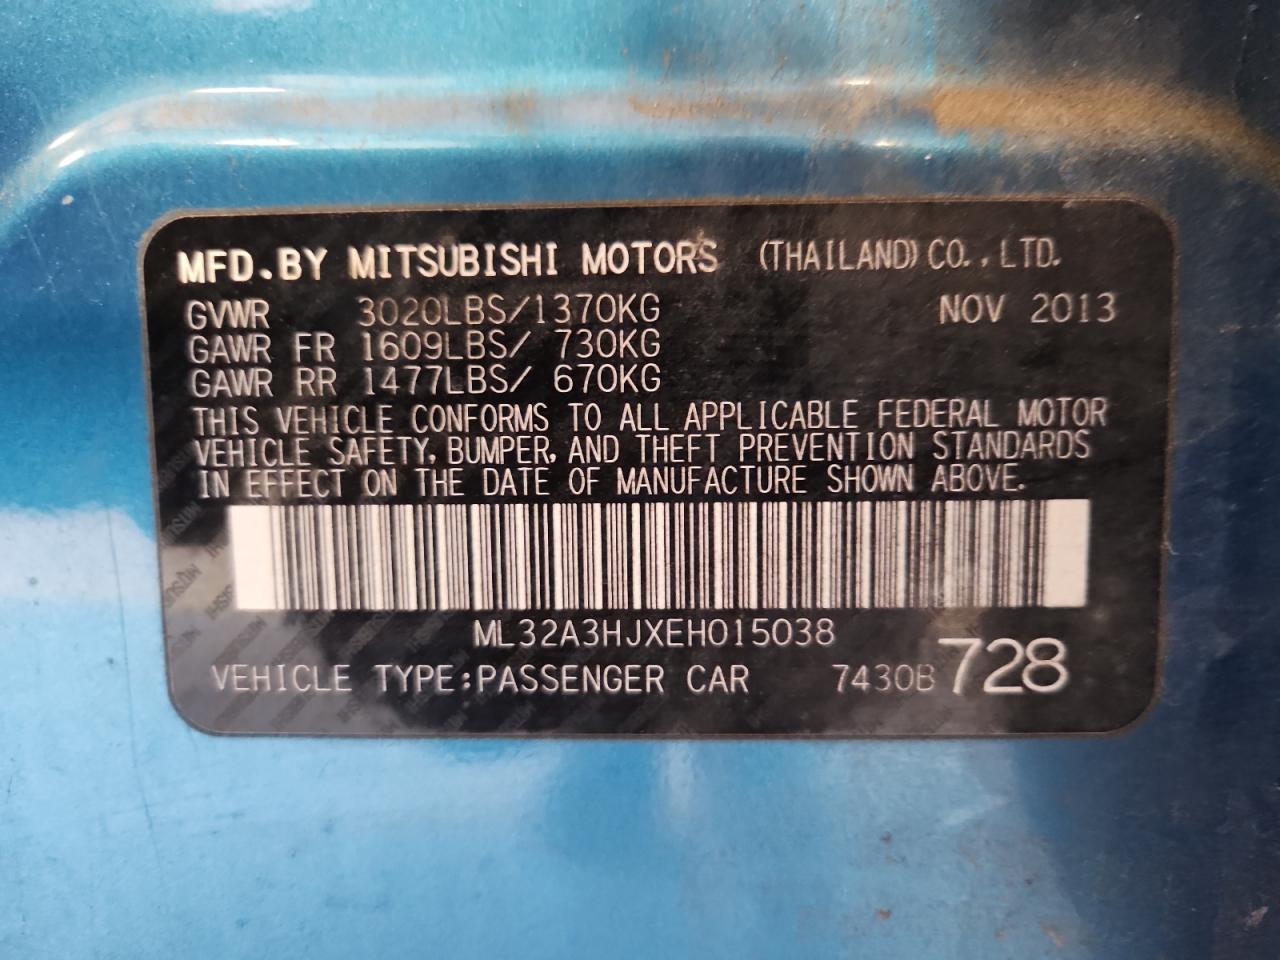 MFD.BY MITSUBISHI MOTORS (THAILAND) CO.,LTD.
GVWR 3020LBS/1370KG NOV 2013
GAWR FR 1609LBS/ 730KG
GAWR RR 1477LBS/ 670KG
THIS VEHICLE CONFORMS TO ALL APPLICABLE FEDERAL MOTOR
VEHICLE SAFETY, BUMPER, AND THEFT PREVENTION STANDARDS
IN EFFECT ON THE DATE OF MANUFACTURE SHOWN ABOVE.
ML32A3HJXEH015038
VEHICLE TYPE:PASSENGER CAR 7430B 728